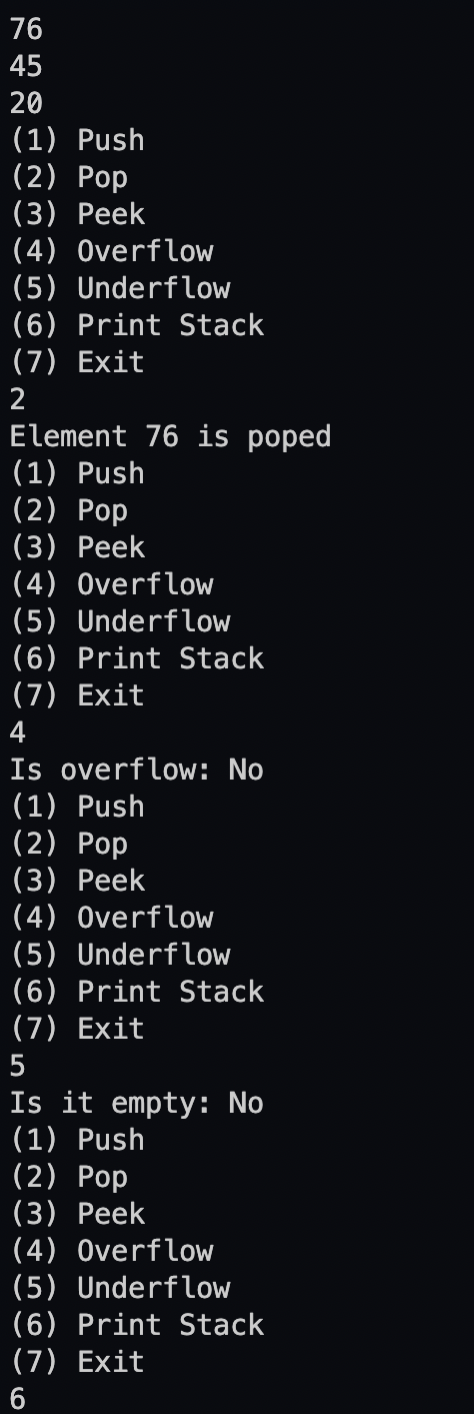 76
45
20
(1) Push
(2) Pop
(3) Peek
(4) Overflow
(5) Underflow
(6) Print Stack
(7) Exit
2
Element 76 is poped
(1) Push
(2) Pop
(3) Peek
(4) Overflow
(5) Underflow
(6) Print Stack
(7) Exit
4
Is overflow: No
(1) Push
(2) Pop
(3) Peek
(4) Overflow
(5) Underflow
(6) Print Stack
(7) Exit
5
Is it empty: No
(1) Push
(2) Pop
(3) Peek
(4) Overflow
(5) Underflow
(6) Print Stack
(7) Exit
6